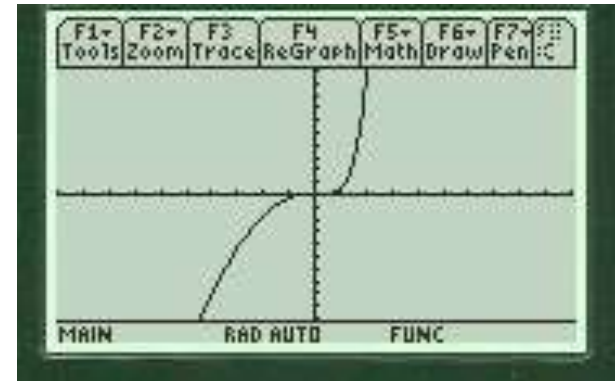 F1▾ F2▾ F3 F4 F5▾ F6▾ F7▾
Tools Zoom Trace ReGraph Math Draw Pen :C
MAIN RAD AUTO FUNC